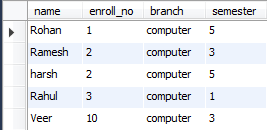 name enroll_no branch semester
Rohan 1 computer 5
Ramesh 2 computer 3
harsh 2 computer 5
Rahul 3 computer 1
Veer 10 computer 3